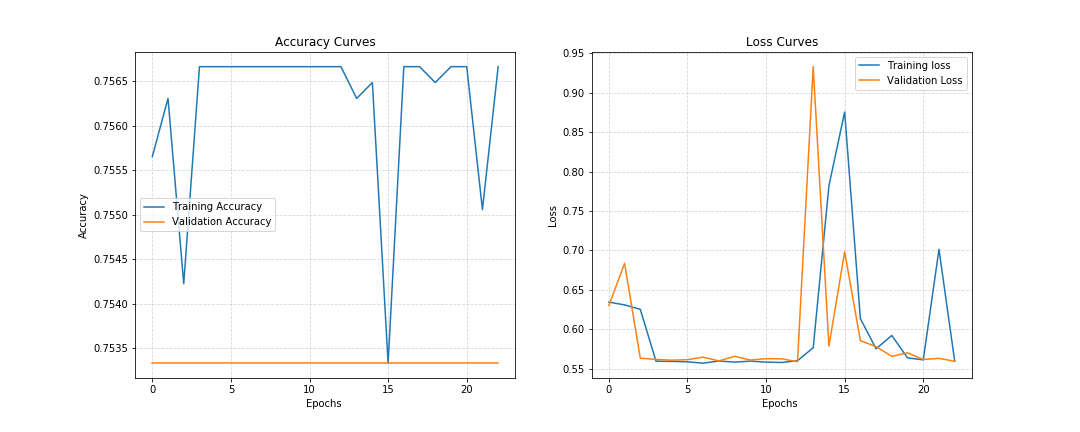 Accuracy Curves
0.7565
0.7560
0.7555
0.7550
0.7545
0.7540
0.7535
Accuracy
Training Accuracy
Validation Accuracy
0 5 10 15 20
Epochs
Loss Curves
0.95
0.90
0.85
0.80
0.75
0.70
0.65
0.60
0.55
Loss
Training loss
Validation Loss
0 5 10 15 20
Epochs